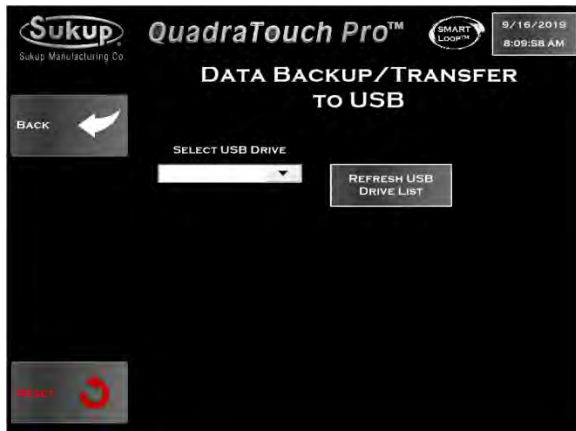 Sukup
Sukup Manufacturing Co
QuadraTouch Pro™
SMART
LOOP™
9/16/2019
8:09:58 AM
DATA BACKUP/TRANSFER
TO USB
BACK
SELECT USB DRIVE
REFRESH USB
DRIVE LIST
RESET